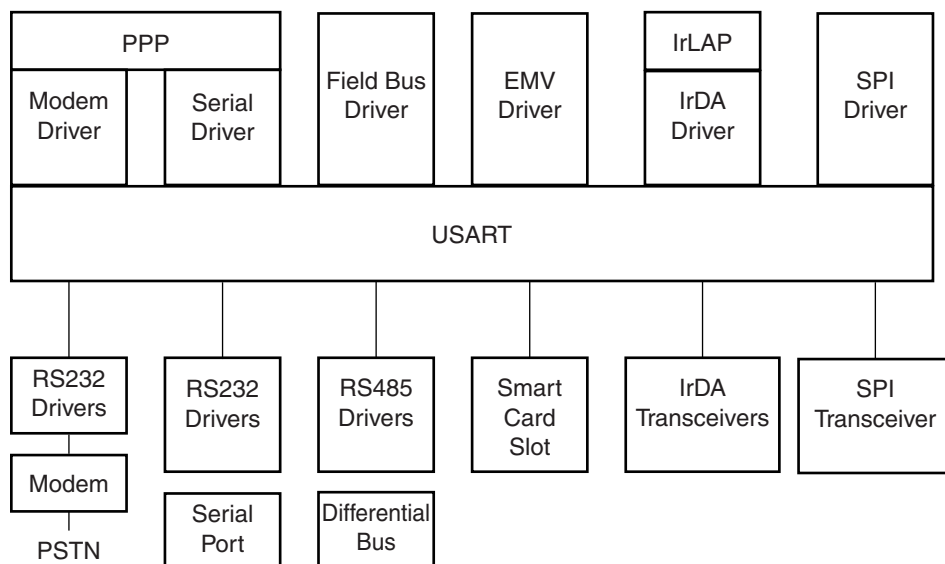 PPP
Modem
Driver
Serial
Driver
Field Bus
Driver
EMV
Driver
IrLAP
IrDA
Driver
SPI
Driver
USART
RS232
Drivers
Modem
PSTN
RS232
Drivers
Serial
Port
RS485
Drivers
Differential
Bus
Smart
Card
Slot
IrDA
Transceivers
SPI
Transceiver